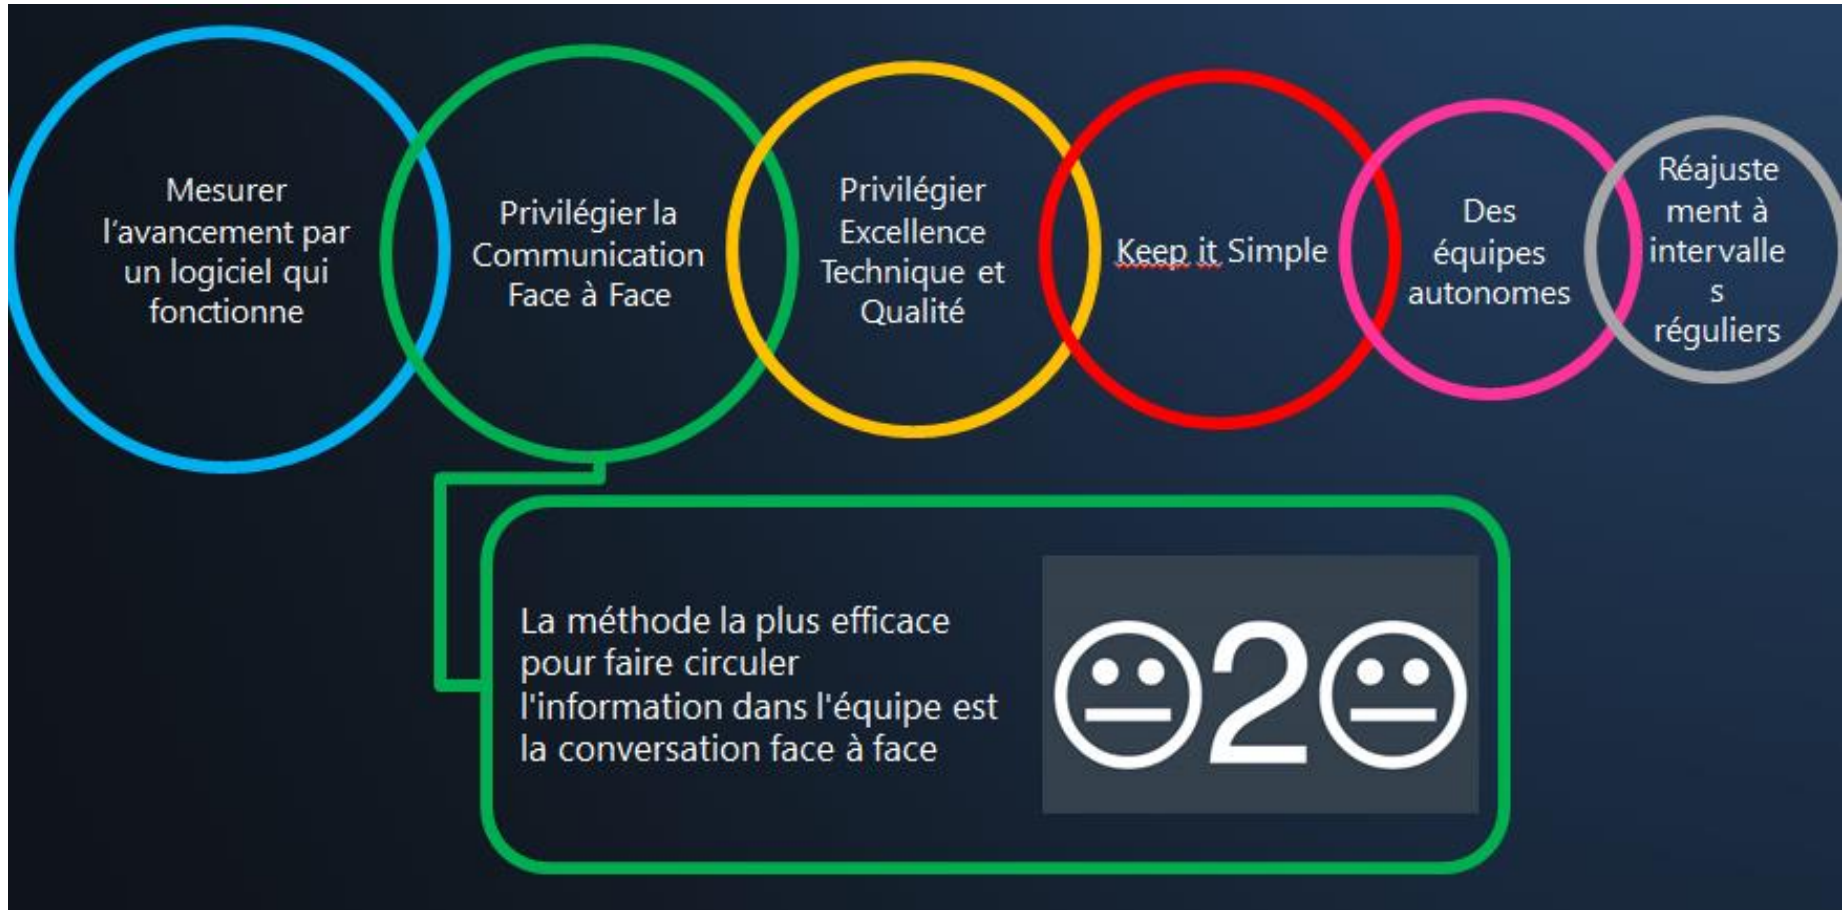 Mesurer
l’avancement par
un logiciel qui
fonctionne
Privilégier la
Communication
Face à Face
Privilégier
Excellence
Technique et
Qualité
Keep it Simple
Des
équipes
autonomes
Réajuste
ment à
intervalle
s
réguliers
La méthode la plus efficace
pour faire circuler
l'information dans l'équipe est
la conversation face à face
2